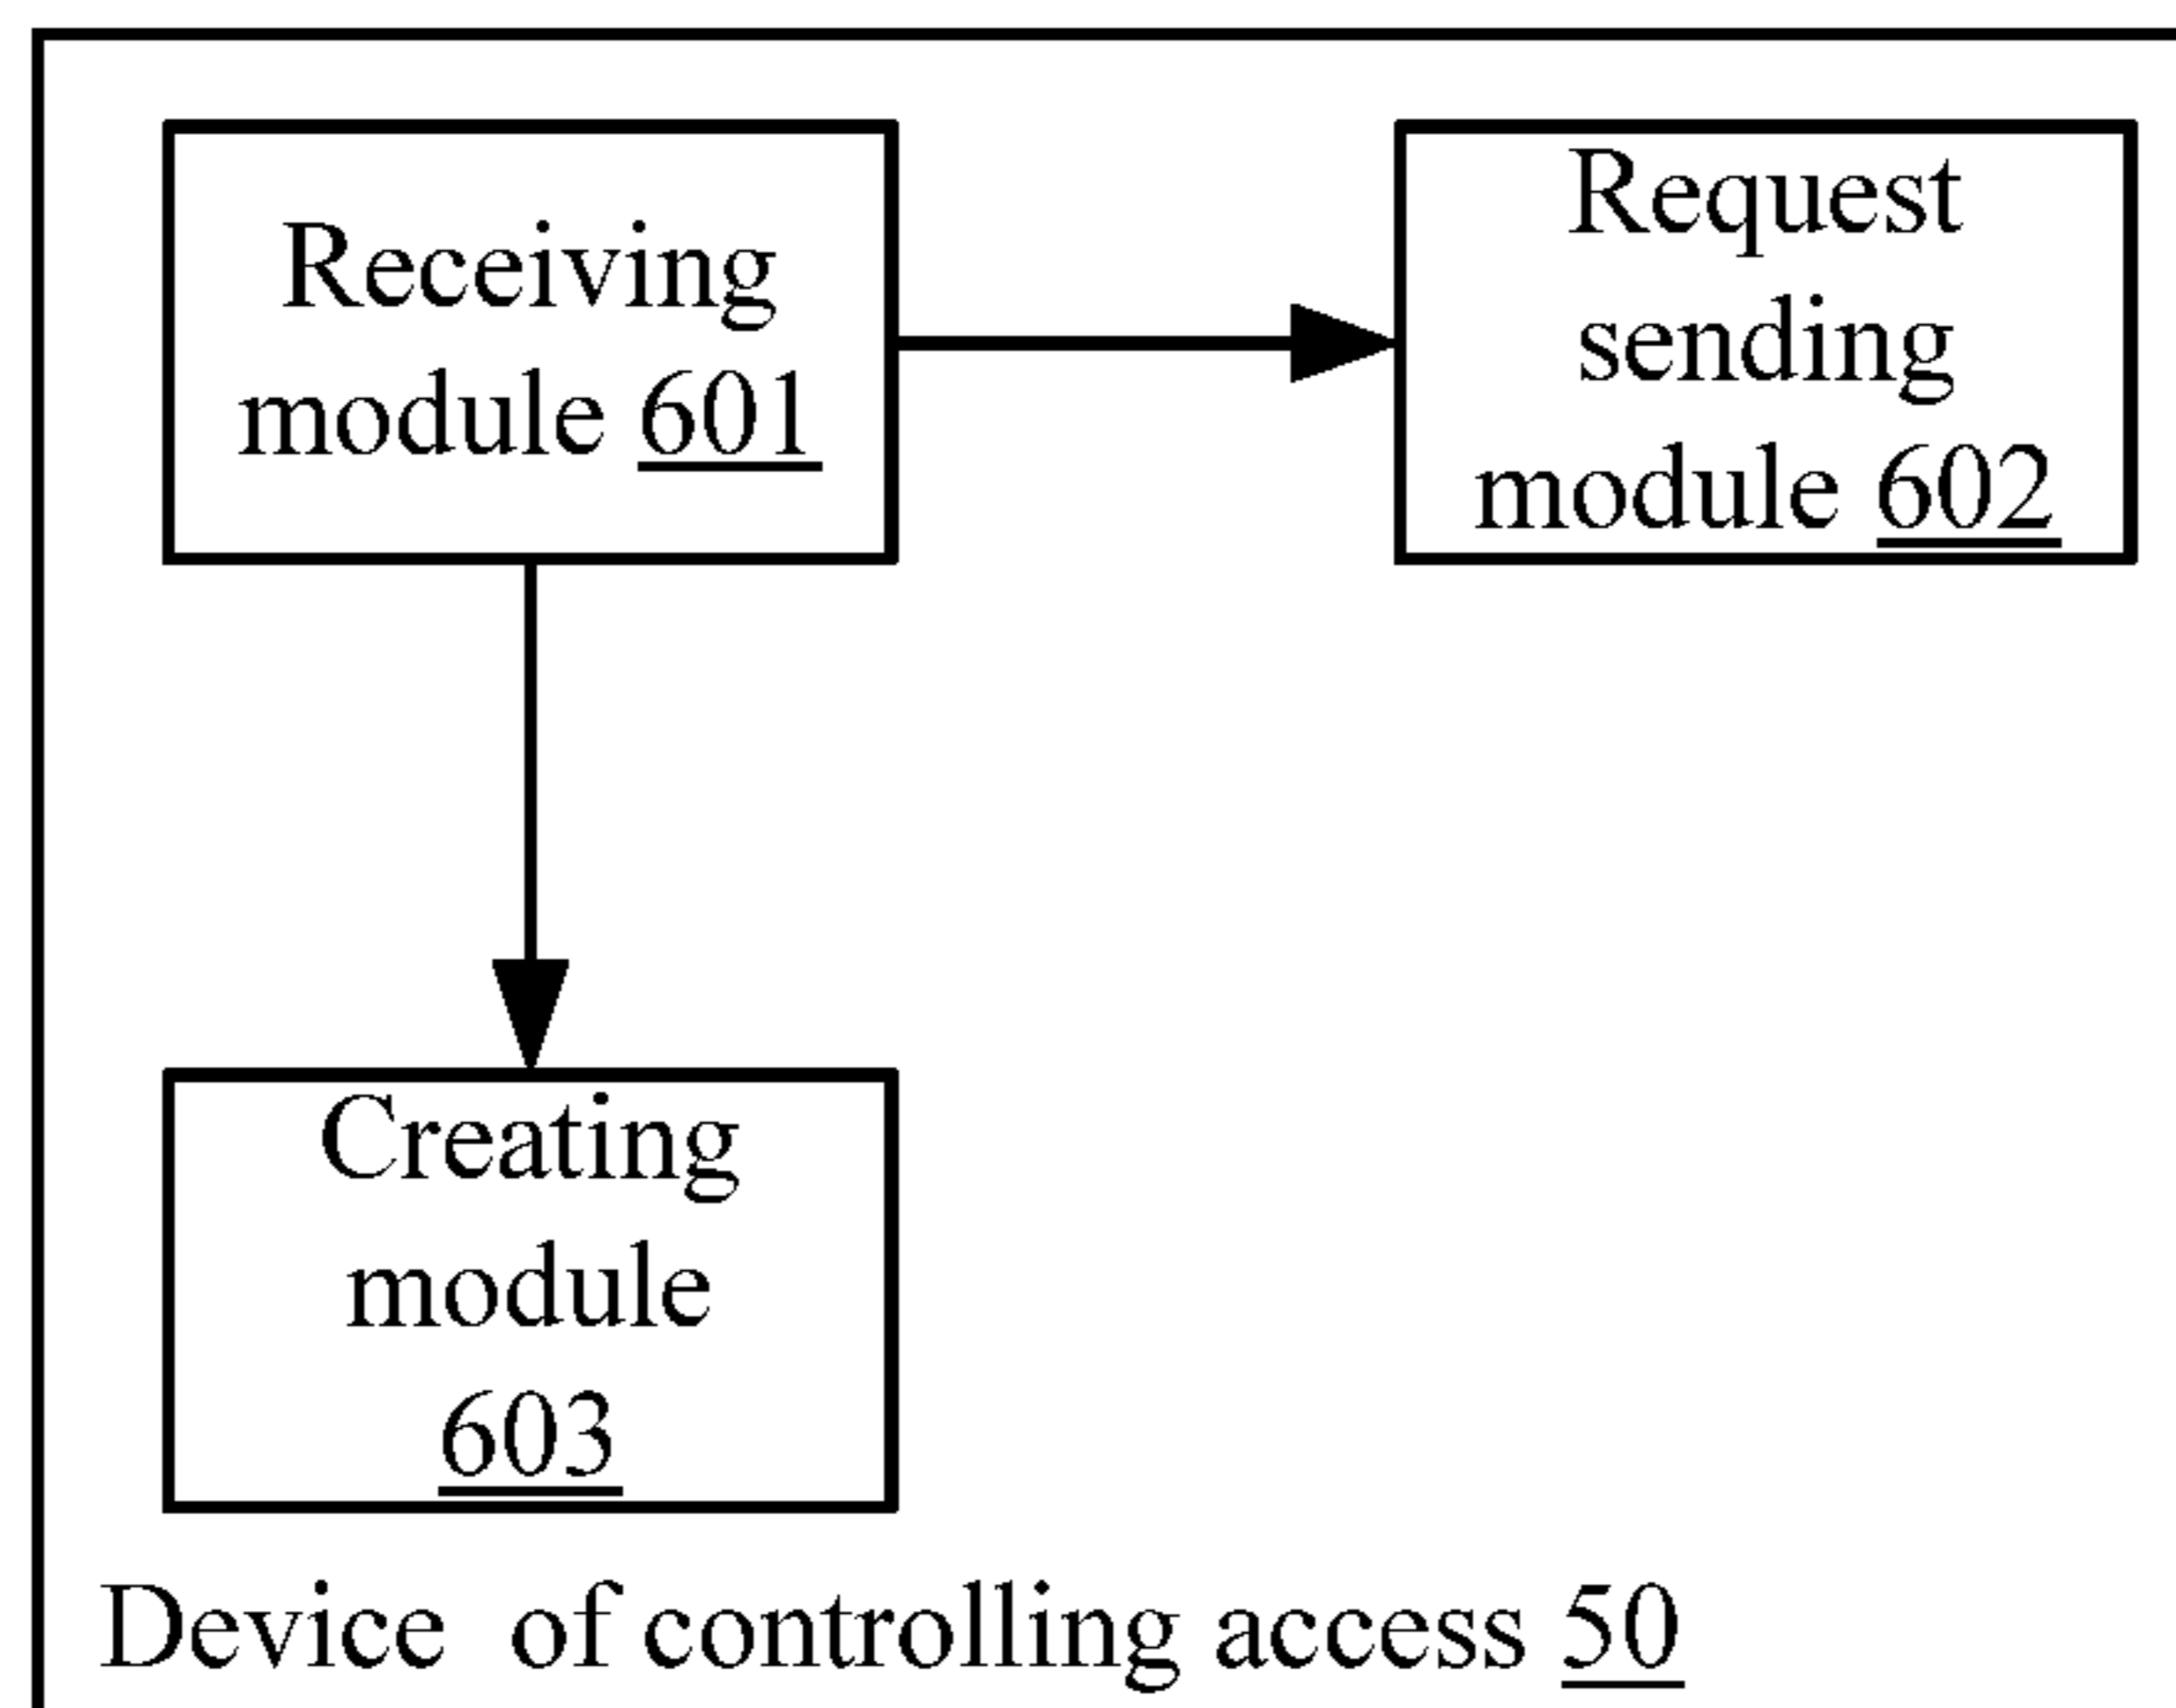 Receiving
module 601
Request
sending
module 602
Creating
module
603
Device of controlling access 50